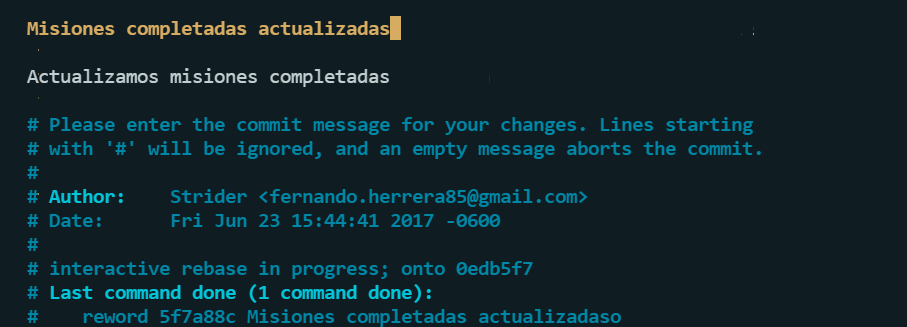 Misiones completadas actualizadas
Actualizamos misiones completadas
# Please enter the commit message for your changes. Lines starting
# with '#' will be ignored, and an empty message aborts the commit.
#
# Author:    Strider <fernando.herrera85@gmail.com>
# Date:      Fri Jun 23 15:44:41 2017 -0600
#
# interactive rebase in progress; onto 0edb5f7
# Last command done (1 command done):
#    reword 5f7a88c Misiones completadas actualizadaso